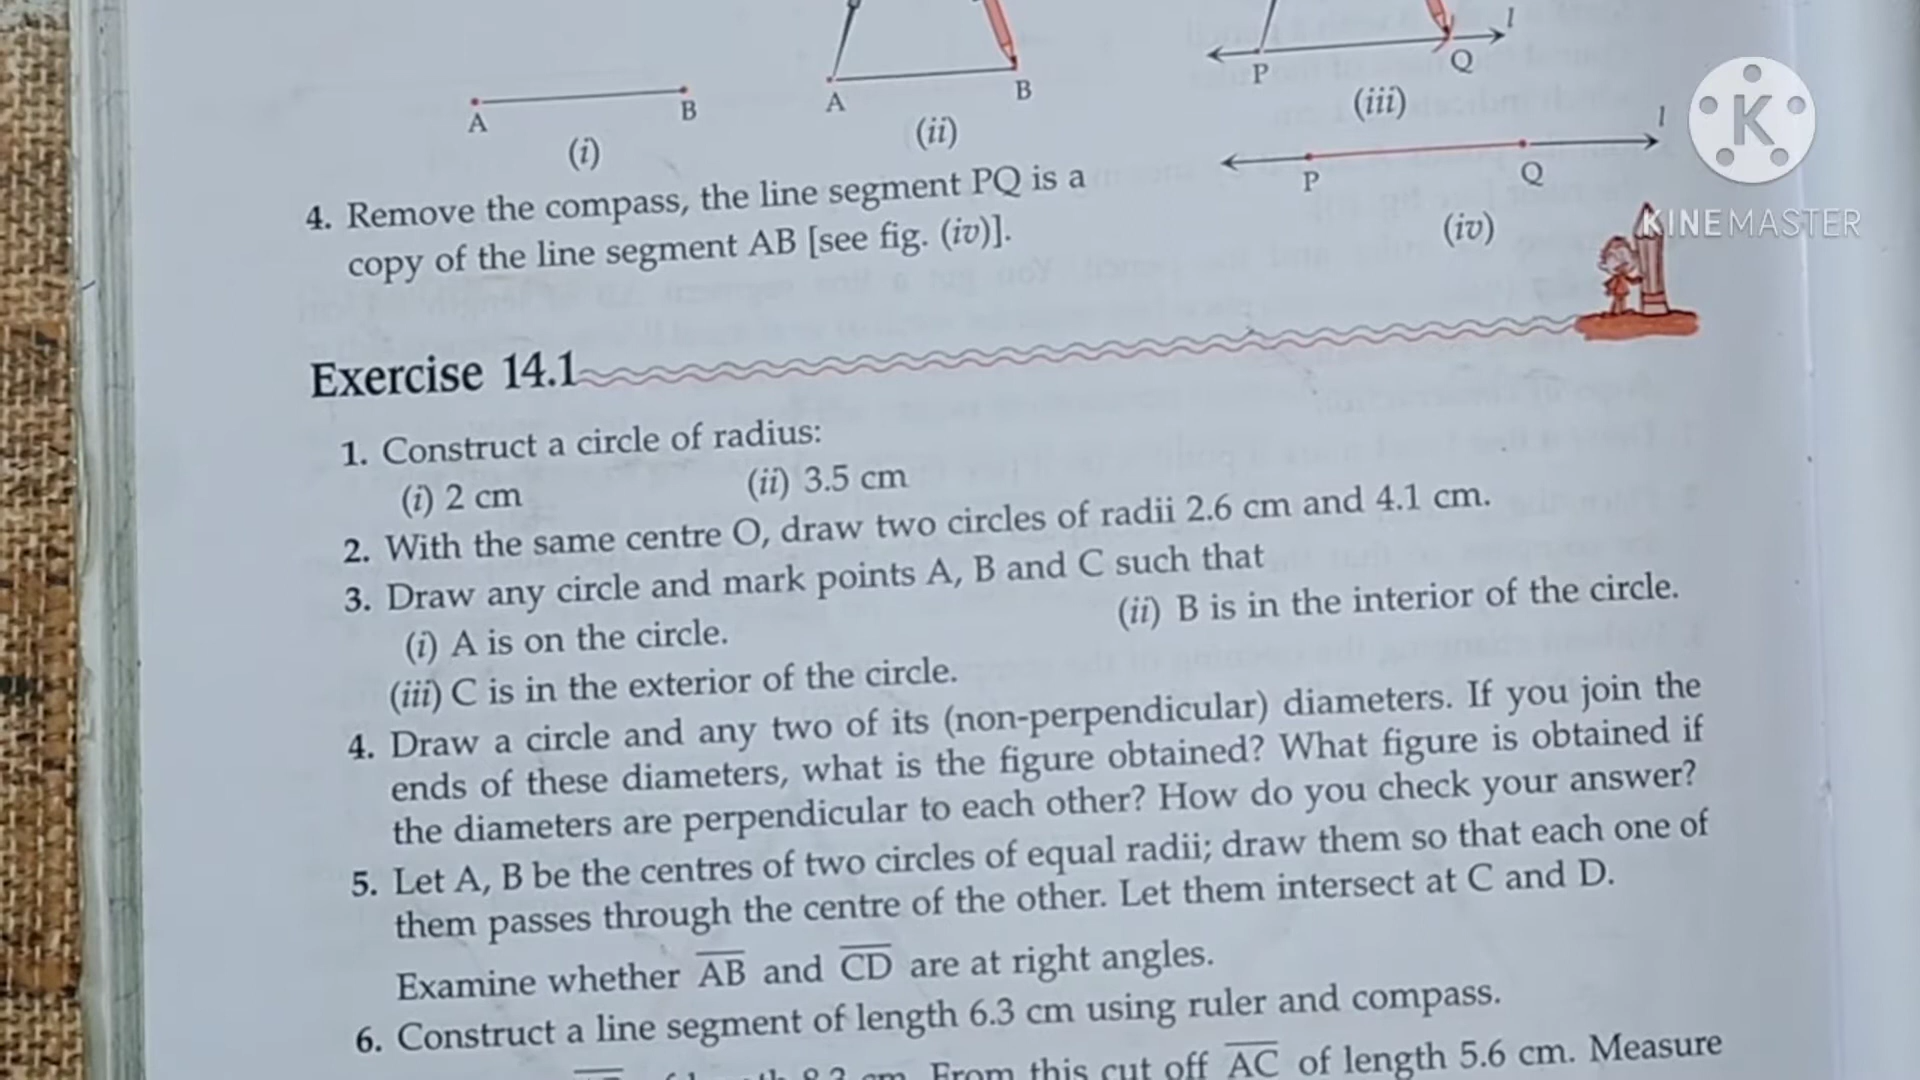 l
P
Q
A
B
(iii)
A
B
(ii)
(i)
l
P
Q
(iv)
K
KINEMASTER
4. Remove the compass, the line segment PQ is a
copy of the line segment AB [see fig. (iv)].
Exercise 14.1
1. Construct a circle of radius:
(i) 2 cm (ii) 3.5 cm
2. With the same centre O, draw two circles of radii 2.6 cm and 4.1 cm.
3. Draw any circle and mark points A, B and C such that
(i) A is on the circle. (ii) B is in the interior of the circle.
(iii) C is in the exterior of the circle.
4. Draw a circle and any two of its (non-perpendicular) diameters. If you join the
ends of these diameters, what is the figure obtained? What figure is obtained if
the diameters are perpendicular to each other? How do you check your answer?
5. Let A, B be the centres of two circles of equal radii; draw them so that each one of
them passes through the centre of the other. Let them intersect at C and D.
Examine whether A̅B̅ and C̅D̅ are at right angles.
6. Construct a line segment of length 6.3 cm using ruler and compass.
cm. From this cut off A̅C̅ of length 5.6 cm. Measure